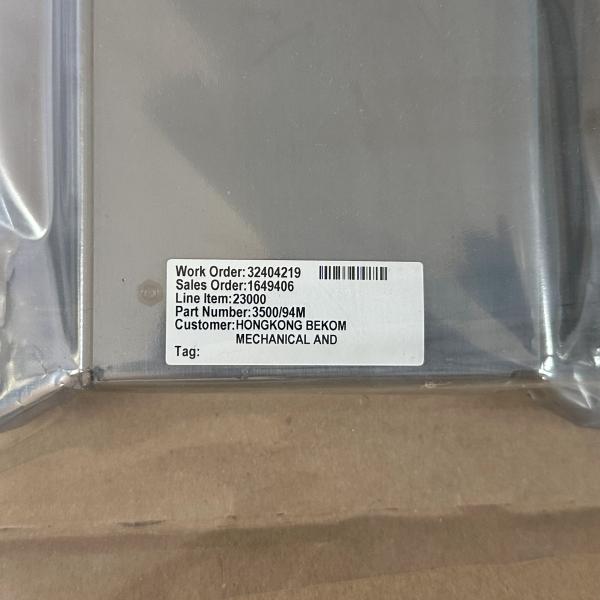 Work Order:32404219
Sales Order:1649406
Line Item:23000
Part Number:3500/94M
Customer:HONGKONG BEKOM
MECHANICAL AND
Tag: